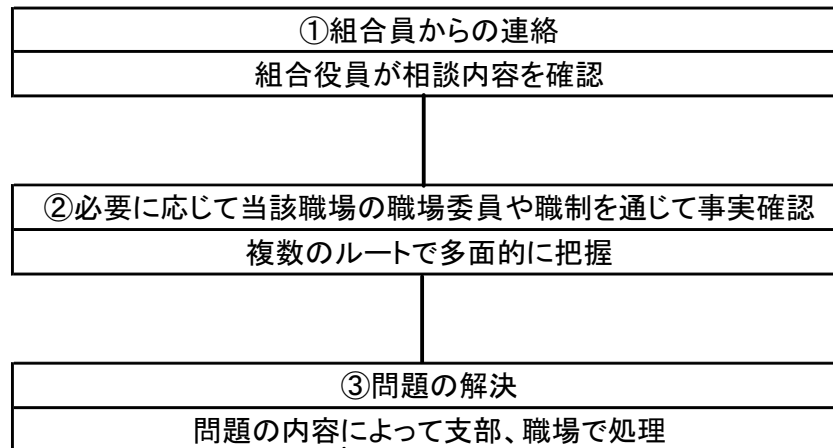 ①組合員からの連絡
組合役員が相談内容を確認
②必要に応じて当該職場の職場委員や職制を通じて事実確認
複数のルートで多面的に把握
③問題の解決
問題の内容によって支部、職場で処理